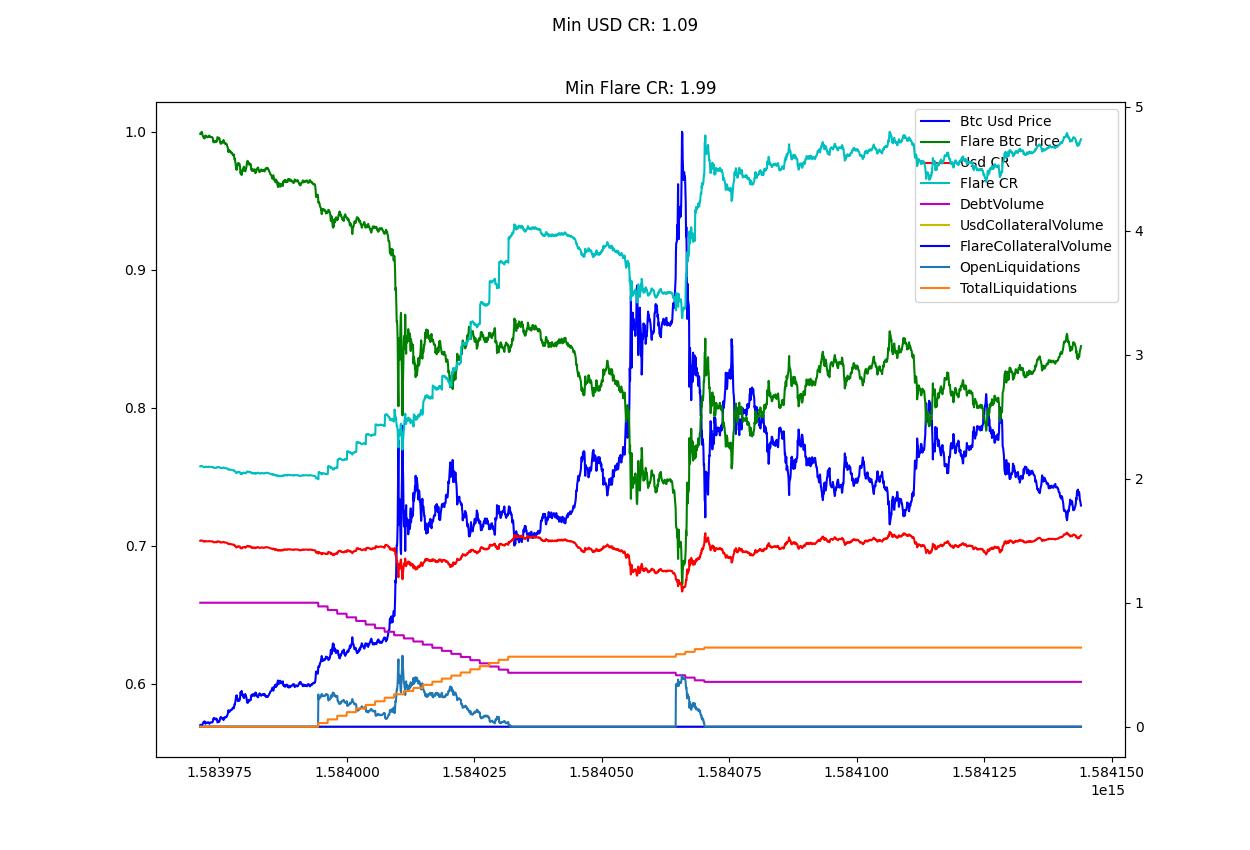 Min USD CR: 1.09
Min Flare CR: 1.99
1.0
0.9
0.8
0.7
0.6
5
4
3
2
1
0
Btc Usd Price
Flare Btc Price
Usd CR
Flare CR
DebtVolume
UsdCollateralVolume
FlareCollateralVolume
OpenLiquidations
TotalLiquidations
1.583975 1.584000 1.584025 1.584050 1.584075 1.584100 1.584125 1.584150
1e15